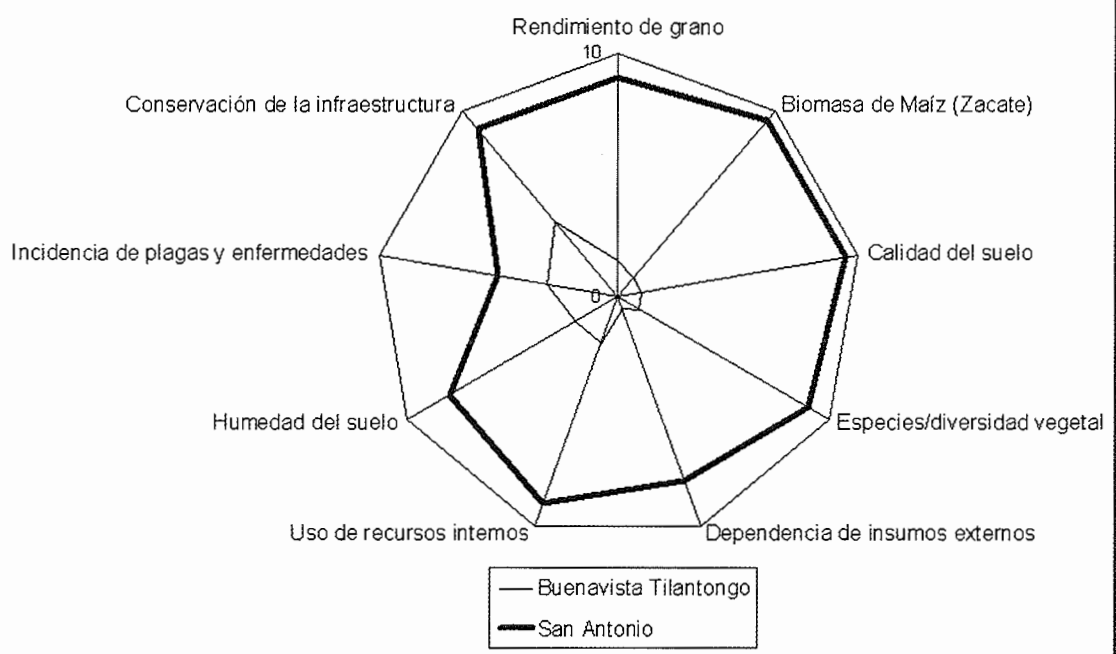 Rendimiento de grano
10
Conservación de la infraestructura
Biomasa de Maíz (Zacate)
Incidencia de plagas y enfermedades
Calidad del suelo
0
Humedad del suelo
Especies/diversidad vegetal
Uso de recursos internos
Dependencia de insumos externos
Buenavista Tilantongo
San Antonio